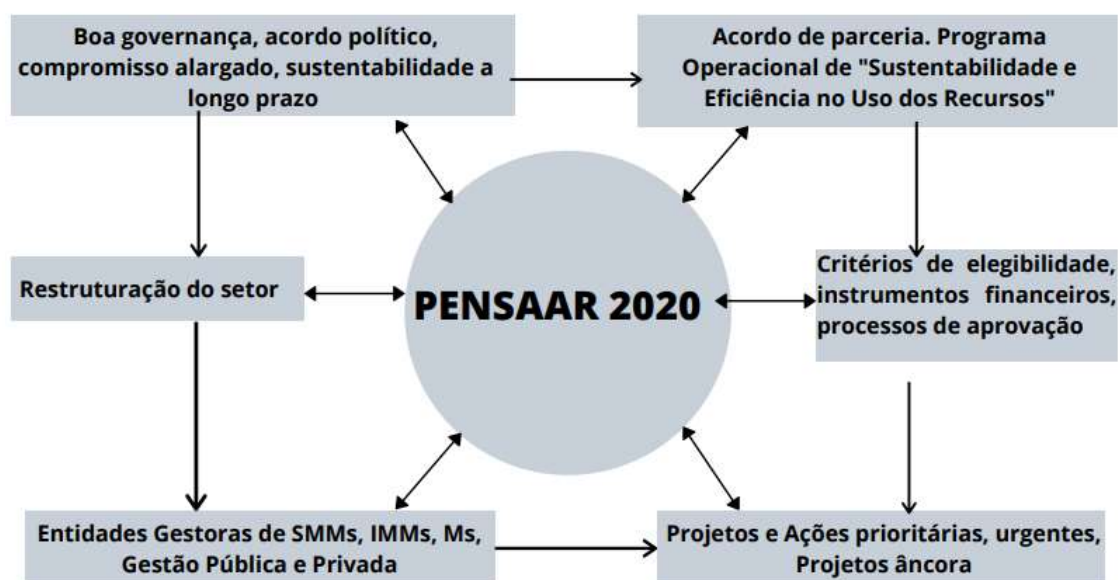 Boa governança, acordo político,
compromisso alargado, sustentabilidade a
longo prazo
Acordo de parceria. Programa
Operacional de "Sustentabilidade e
Eficiência no Uso dos Recursos"
Restruturação do setor
PENSAAR 2020
Critérios de elegibilidade,
instrumentos financeiros,
processos de aprovação
Entidades Gestoras de SMMs, IMMs, Ms,
Gestão Pública e Privada
Projetos e Ações prioritárias, urgentes,
Projetos âncora